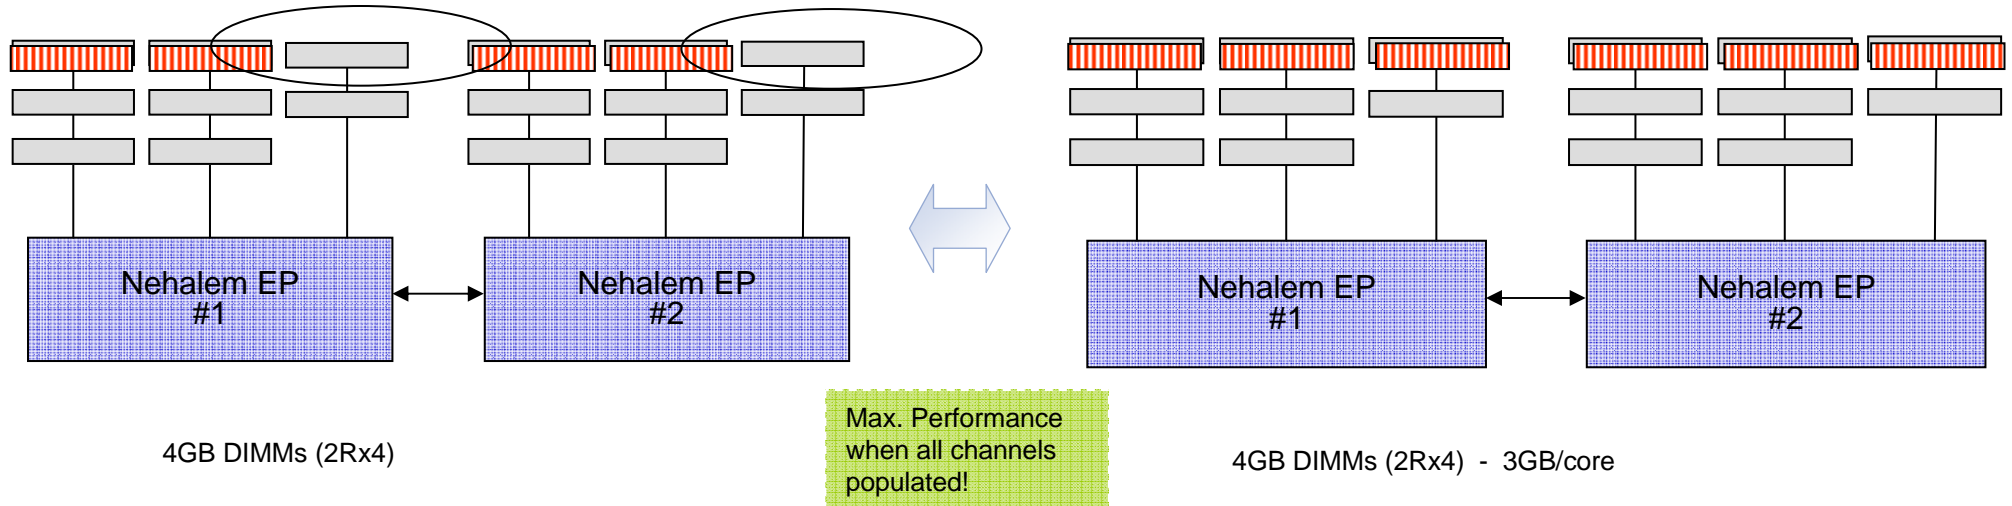 Nehalem EP
#1
Nehalem EP
#2
Nehalem EP
#1
Nehalem EP
#2
4GB DIMMs (2Rx4)
Max. Performance
when all channels
populated!
4GB DIMMs (2Rx4)  -  3GB/core